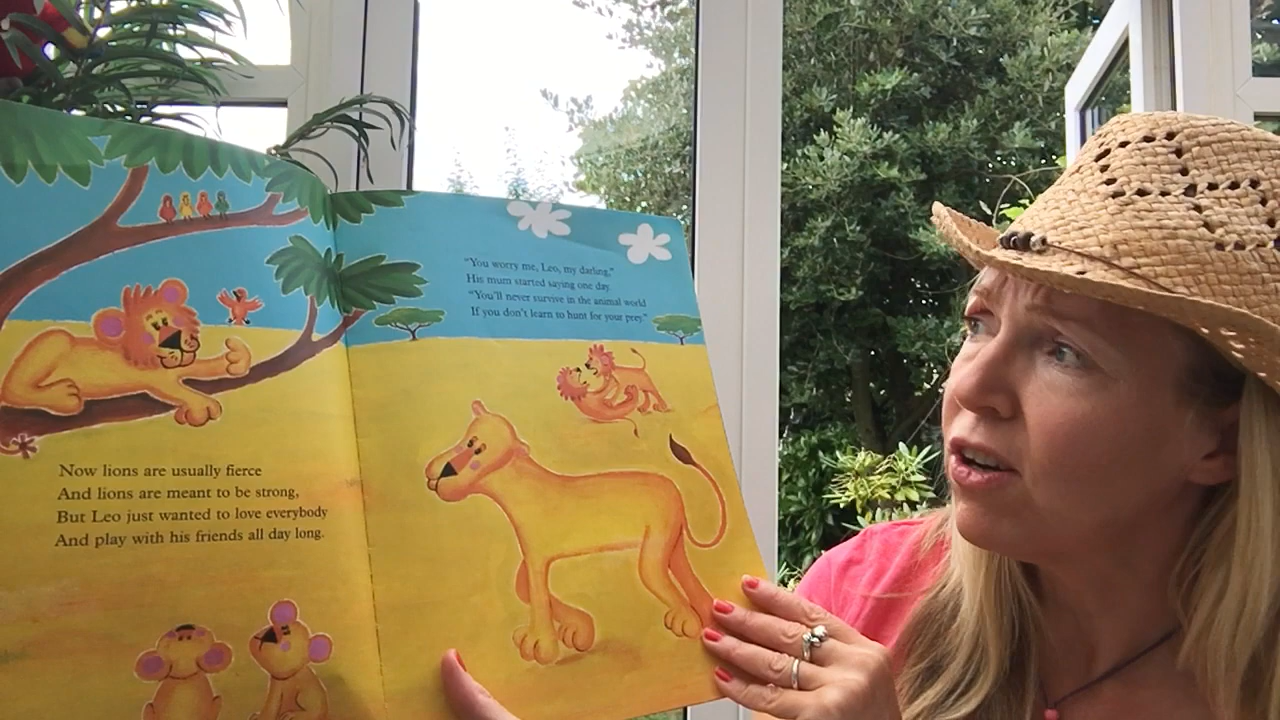 Now lions are usually fierce
And lions are meant to be strong,
But Leo just wanted to love everybody
And play with his friends all day long.
"You worry me, Leo, my darling,"
His mum started saying one day.
"You'll never survive in the animal world
If you don't learn to hunt for your prey."